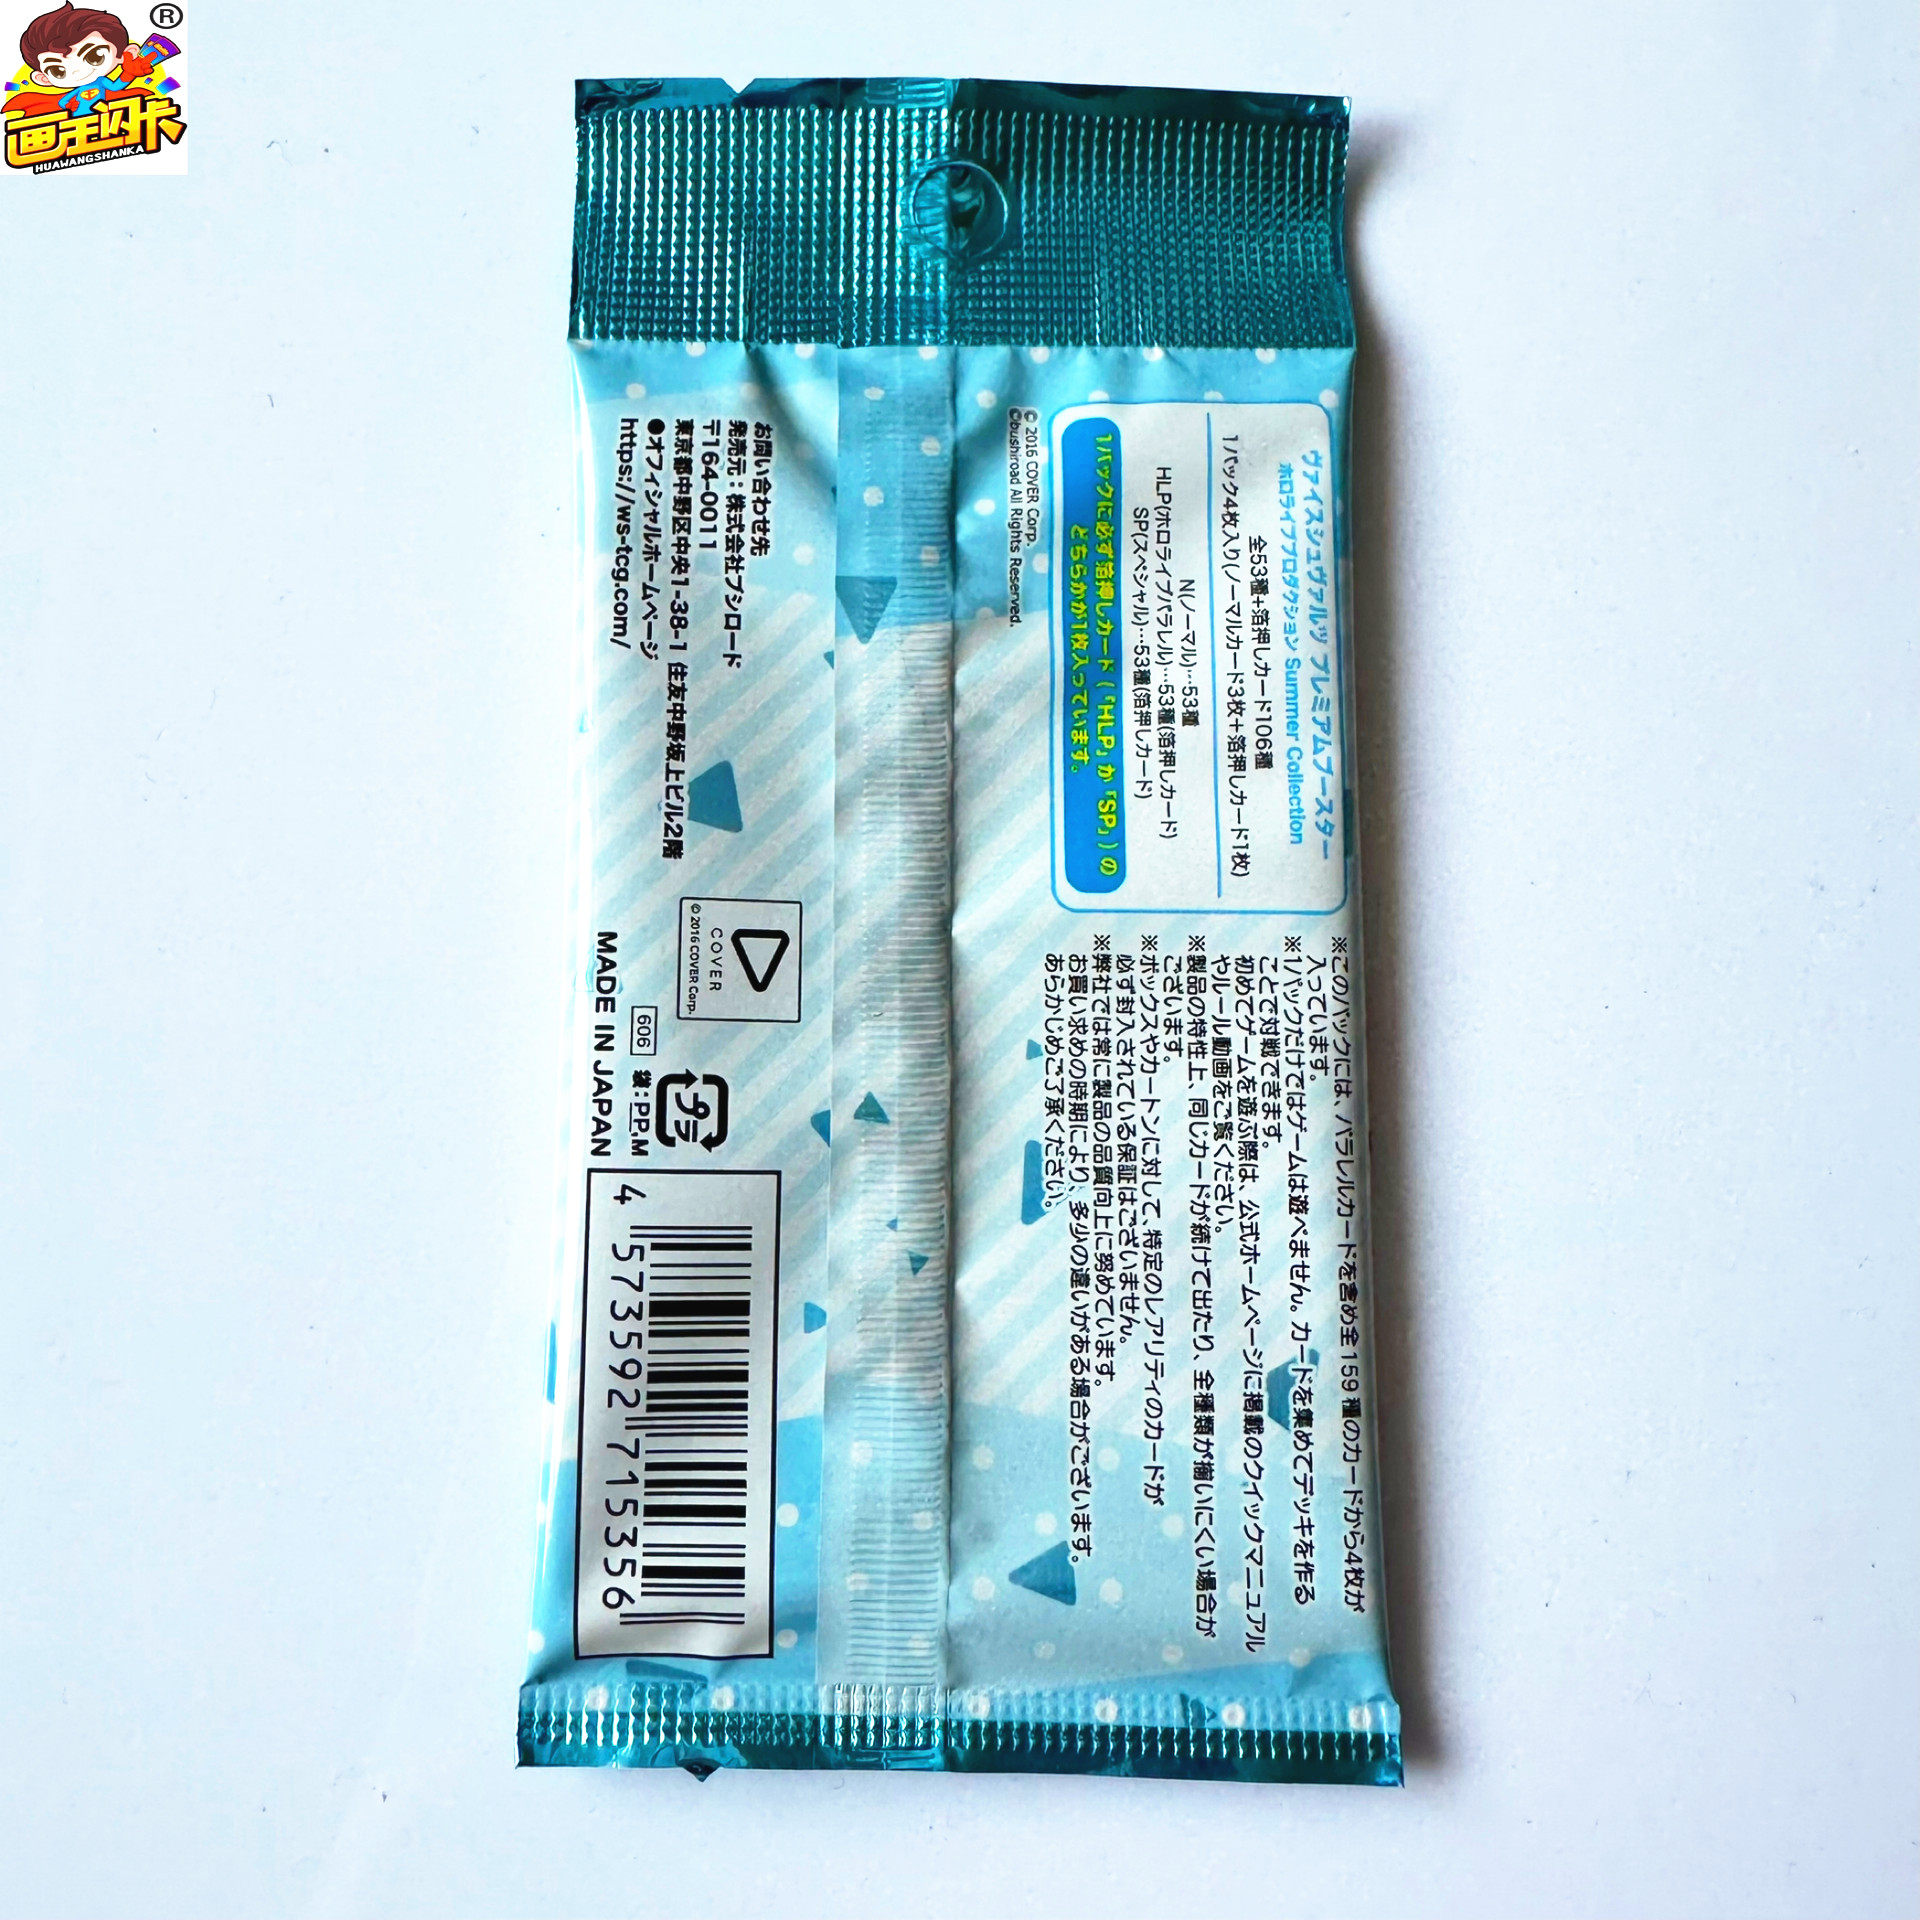 画王闪卡
HUAWANGSHANKA
®
ヴァイスシュヴァルツ プレミアムブースター
ホロライブプロダクション Summer Collection
全53種+箔押しカード106種
1パック4枚入り(ノーマルカード3枚+箔押しカード1枚)
N(ノーマル)…53種
HLP(ホロライブパラレル)…53種(箔押しカード)
SP(スペシャル)…53種(箔押しカード)
1パックに必ず箔押しカード(「HLP」か「SP」)の
どちらかが1枚入っています。
© 2016 COVER Corp.
©bushiroad All Rights Reserved.
※このパックには、パラレルカードを含め全159種のカードから4枚が
入っています。
※1パックだけではゲームは遊べません。カードを集めてデッキを作る
ことで対戦できます。
初めてゲームを遊ぶ際は、公式ホームページに掲載のクイックマニュアル
やルール動画をご覧ください。
※製品の特性上、同じカードが続けて出たり、全種類が揃いにくい場合が
ございます。
※ボックスやカートンに対して、特定のレアリティのカードが
必ず封入されている保証はございません。
※弊社では常に製品の品質向上に努めています。
お買い求めの時期により、多少の違いがある場合がございます。
あらかじめご了承ください。
お問い合わせ先
発売元：株式会社ブシロード
〒164-0011
東京都中野区中央1-38-1 住友中野坂上ビル2階
●オフィシャルホームページ
https://ws-tcg.com/
COVER
© 2016 COVER Corp.
606
プラ
袋：PP,M
MADE IN JAPAN
4 573592 715356